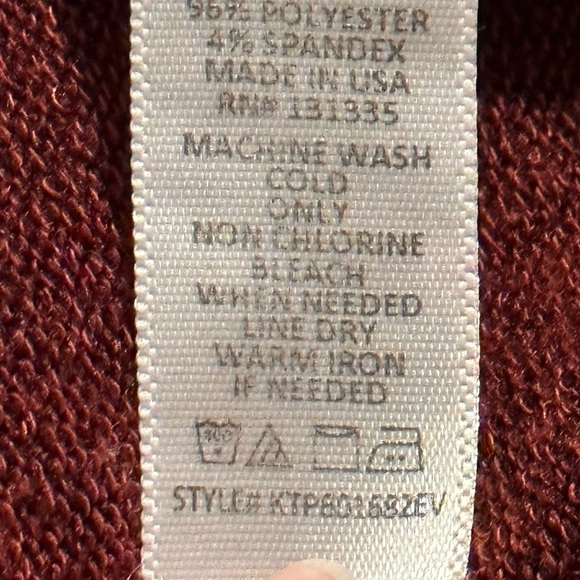 96% POLYESTER
4% SPANDEX
MADE IN USA
RN# 131335
MACHINE WASH
COLD
ONLY
NON CHLORINE
BLEACH
WHEN NEEDED
LINE DRY
WARM IRON
IF NEEDED
STYLE#